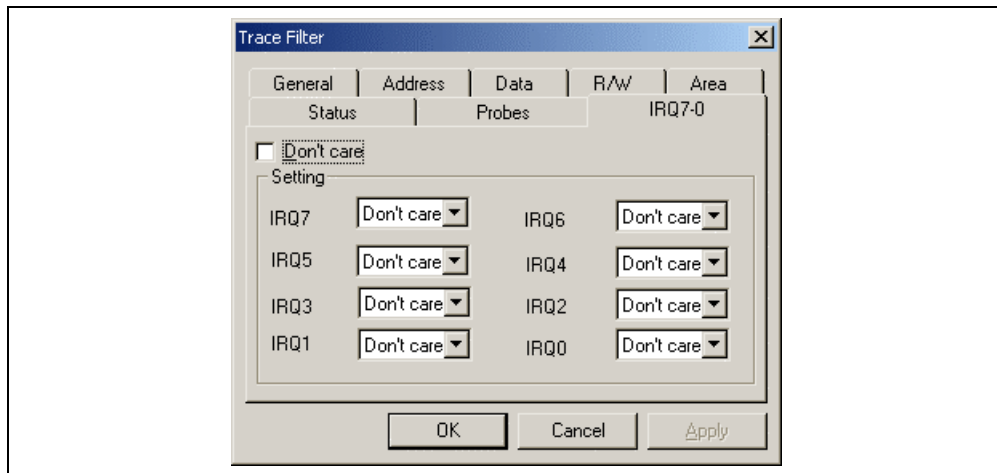 Trace Filter
General Address Data R/W Area
Status Probes IRQ7-0
Don't care
Setting
IRQ7 Don't care IRQ6 Don't care
IRQ5 Don't care IRQ4 Don't care
IRQ3 Don't care IRQ2 Don't care
IRQ1 Don't care IRQ0 Don't care
OK Cancel Apply